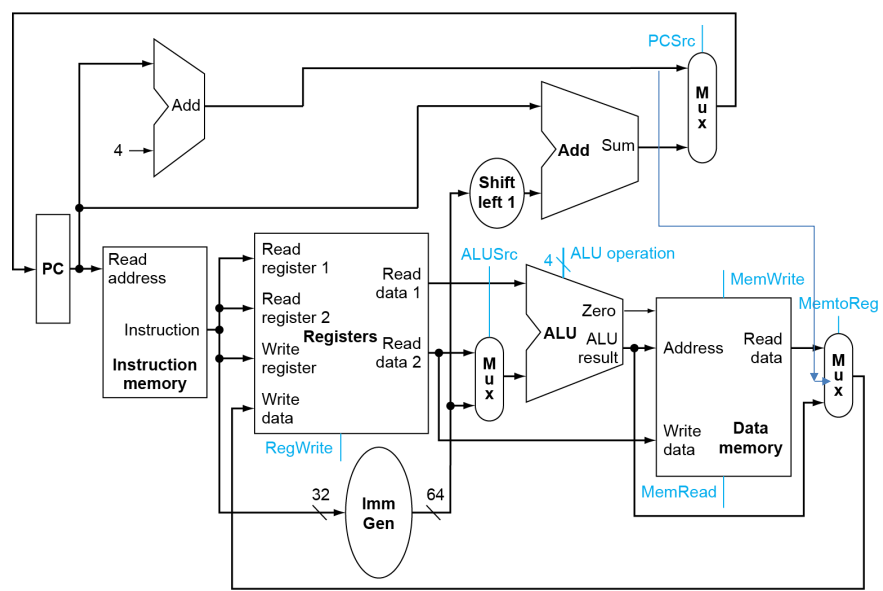 PCSrc
M
u
x
Add
4
Add
Sum
Shift
left 1
PC
Read
address
Instruction
Instruction
memory
Read
register 1
Read
register 2
Write
register
Write
data
Registers
Read
data 1
Read
data 2
RegWrite
ALUSrc
M
u
x
4
ALU operation
Zero
ALU
ALU
result
MemWrite
Address
Read
data
Write
data
Data
memory
MemRead
MemtoReg
M
u
x
32
Imm
Gen
64